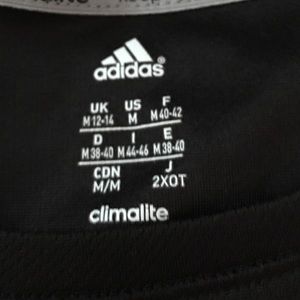 adidas®
UK US F
M 12-14 M M 40-42
D I E
M 38-40 M 44-46 M 38-40
CDN J
M/M 2XOT
climalite